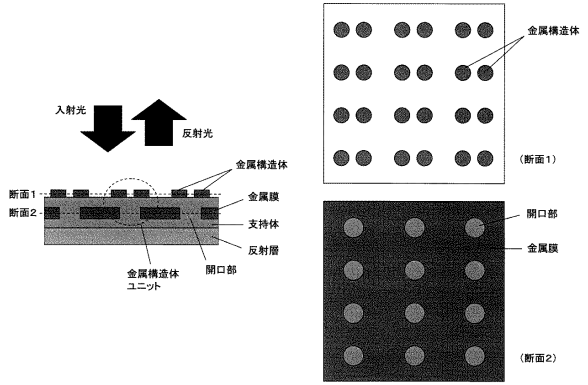 入射光
反射光
金属構造体
断面1
金属膜
断面2
支持体
反射層
金属構造体
ユニット
開口部
金属構造体
(断面1)
開口部
金属膜
(断面2)